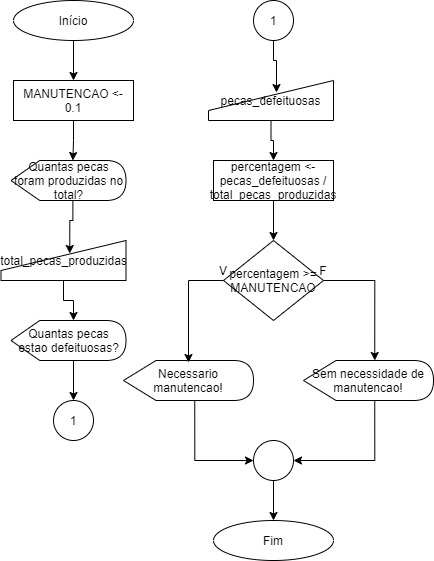 Início
MANUTENCAO <-
0.1
Quantas pecas
foram produzidas no
total?
total_pecas_produzidas
Quantas pecas
estao defeituosas?
1
1
pecas_defeituosas
percentagem <-
pecas_defeituosas /
total_pecas_produzidas
percentagem >=
MANUTENCAO
V
F
Necessario
manutencao!
Sem necessidade de
manutencao!
Fim